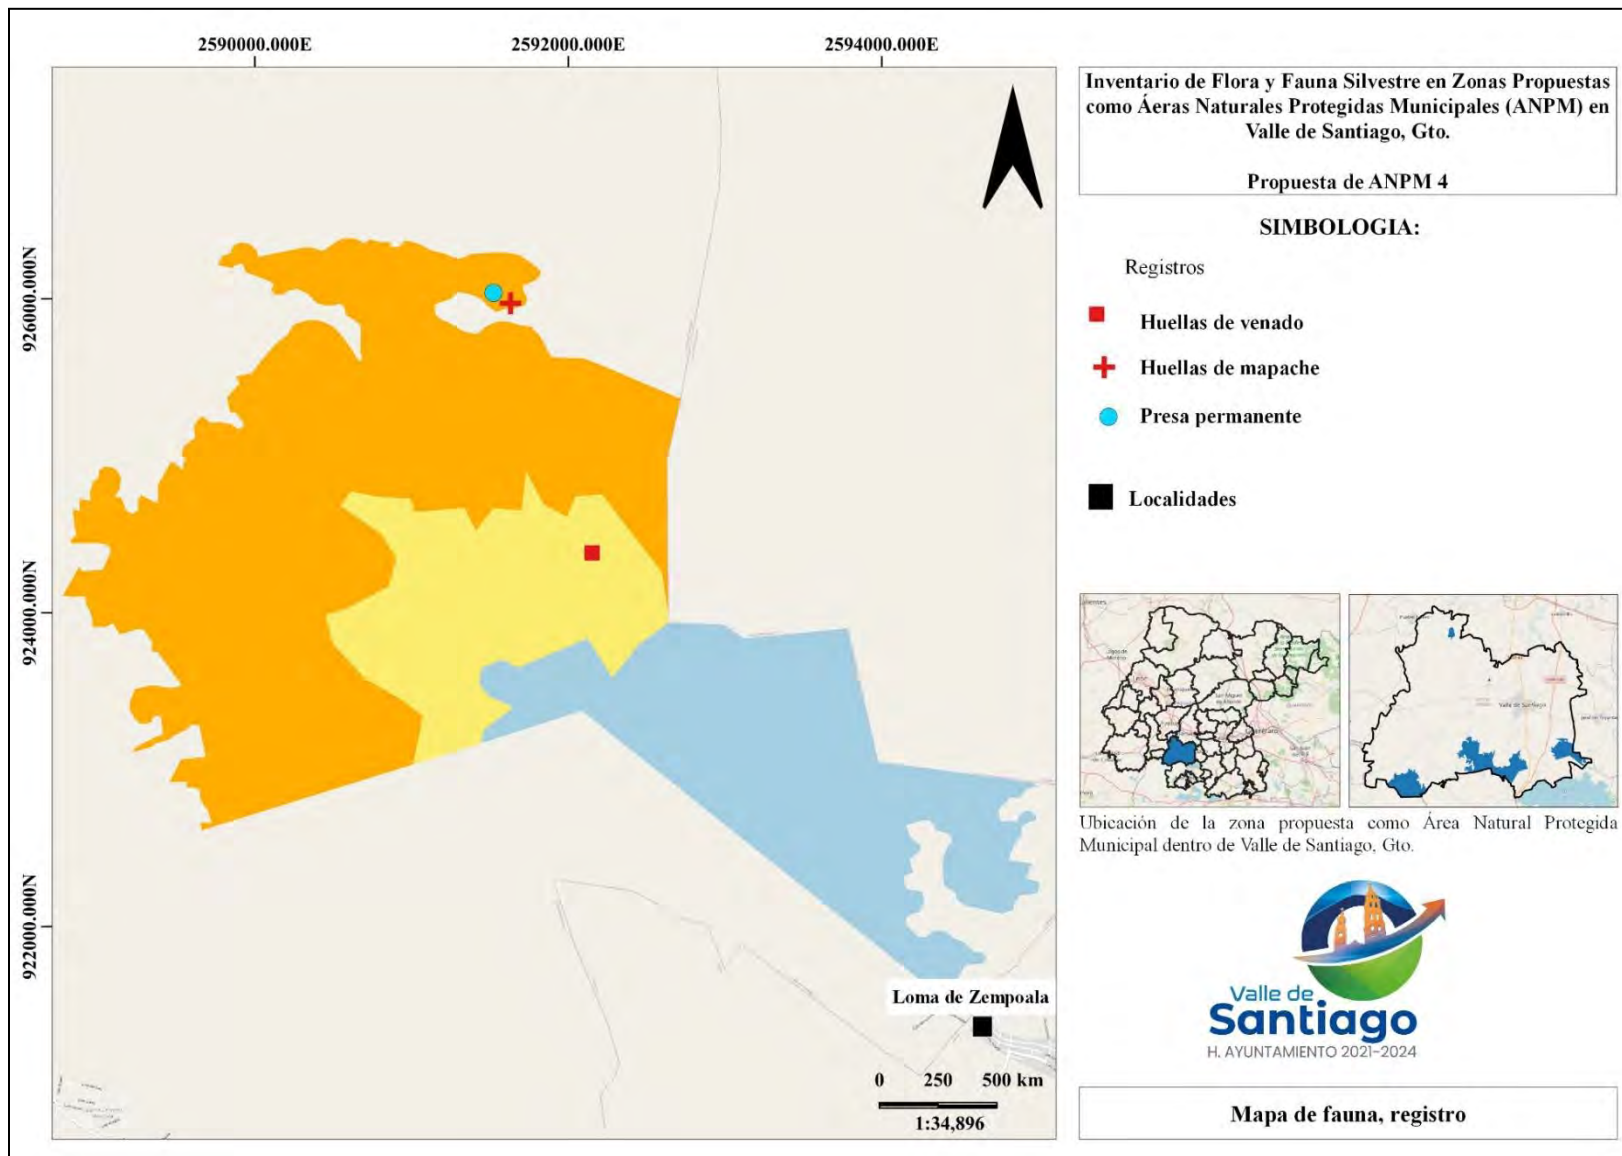 2590000.000E
2592000.000E
2594000.000E
926000.000N
924000.000N
922000.000N
Loma de Zempoala
0 250 500 km
1:34,896
Inventario de Flora y Fauna Silvestre en Zonas Propuestas
como Áeras Naturales Protegidas Municipales (ANPM) en
Valle de Santiago, Gto.
Propuesta de ANPM 4
SIMBOLOGIA:
Registros
Huellas de venado
Huellas de mapache
Presa permanente
Localidades
Valle de Santiago
Ubicación de la zona propuesta como Área Natural Protegida
Municipal dentro de Valle de Santiago, Gto.
Valle de
Santiago
H. AYUNTAMIENTO 2021-2024
Mapa de fauna, registro